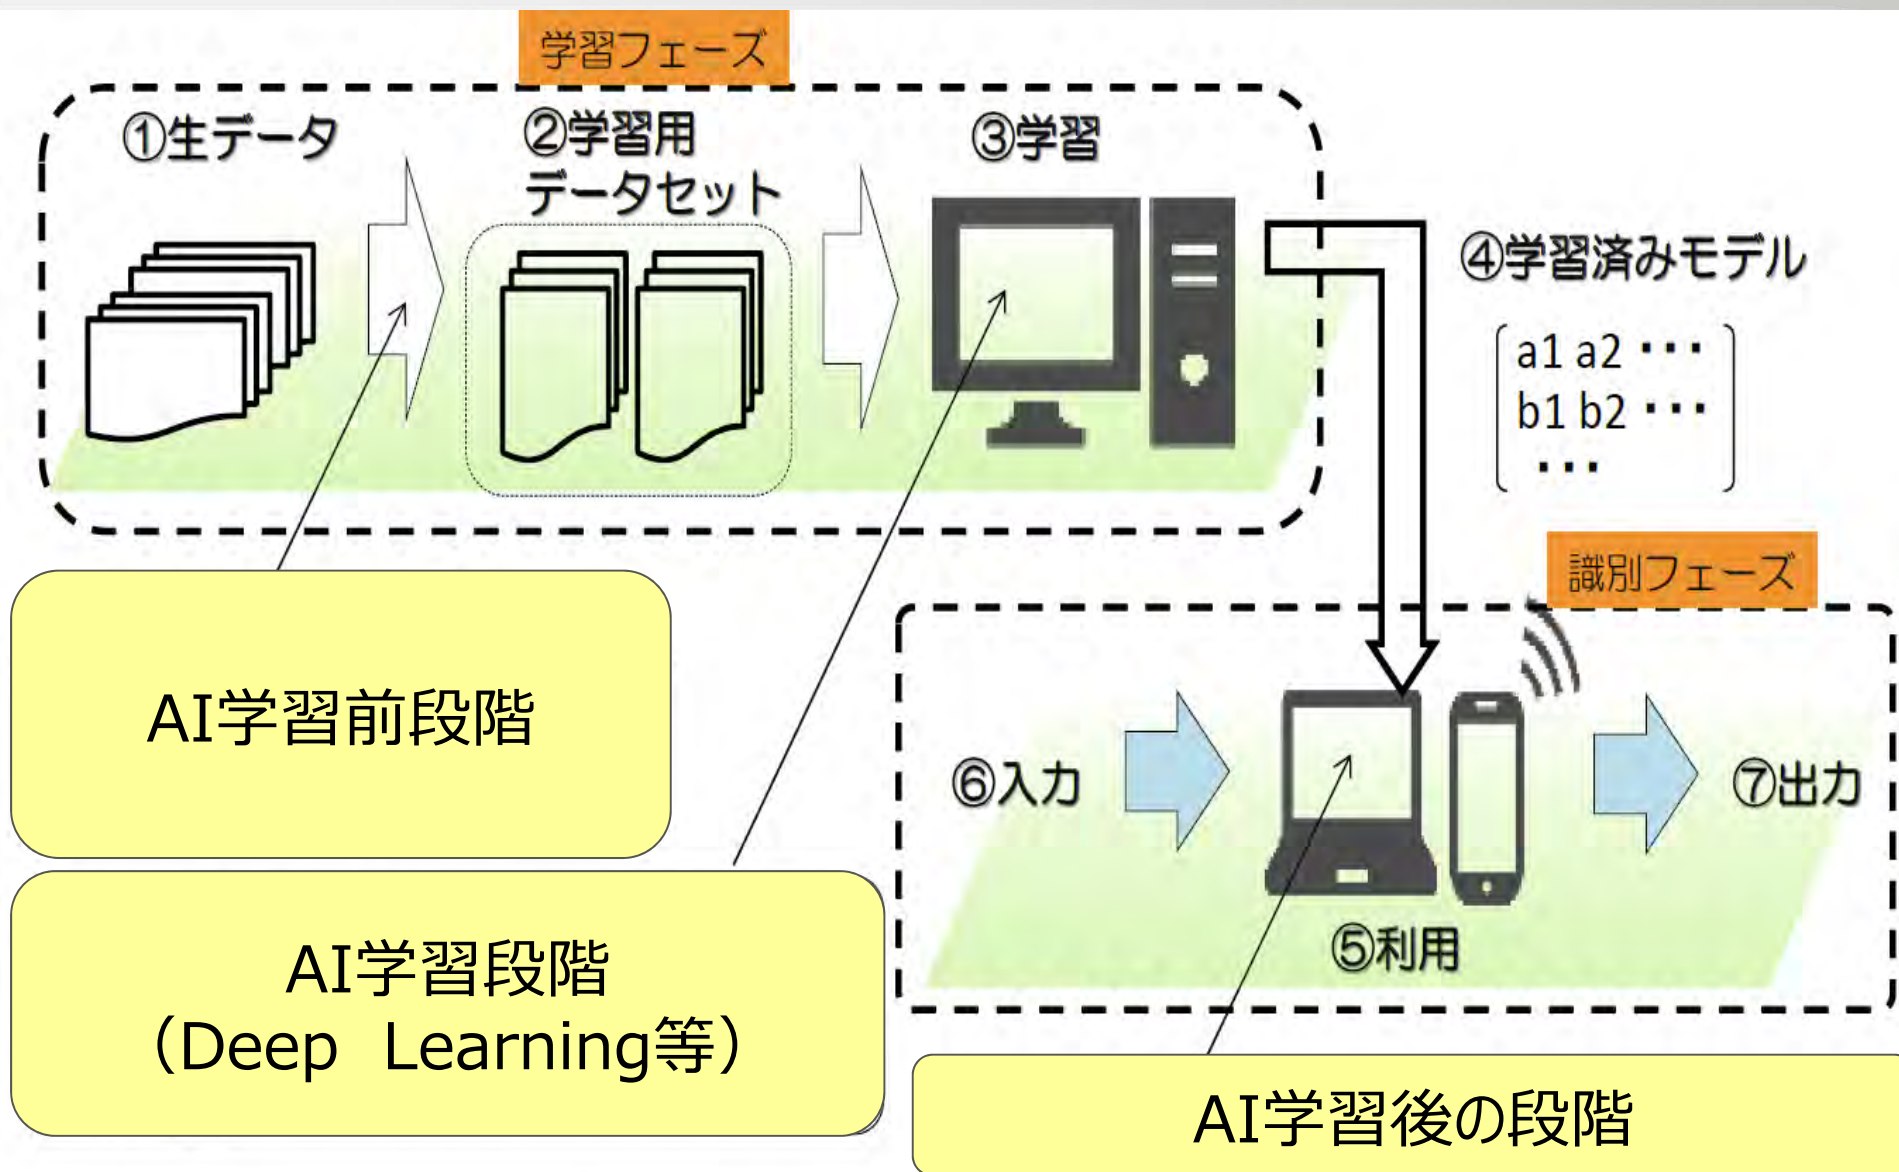 学習フェーズ
①生データ
②学習用
データセット
③学習
④学習済みモデル
a1 a2 ･･･
b1 b2 ･･･
･･･
識別フェーズ
⑥入力
⑤利用
⑦出力
AI学習前段階
AI学習段階
（Deep　Learning等）
AI学習後の段階